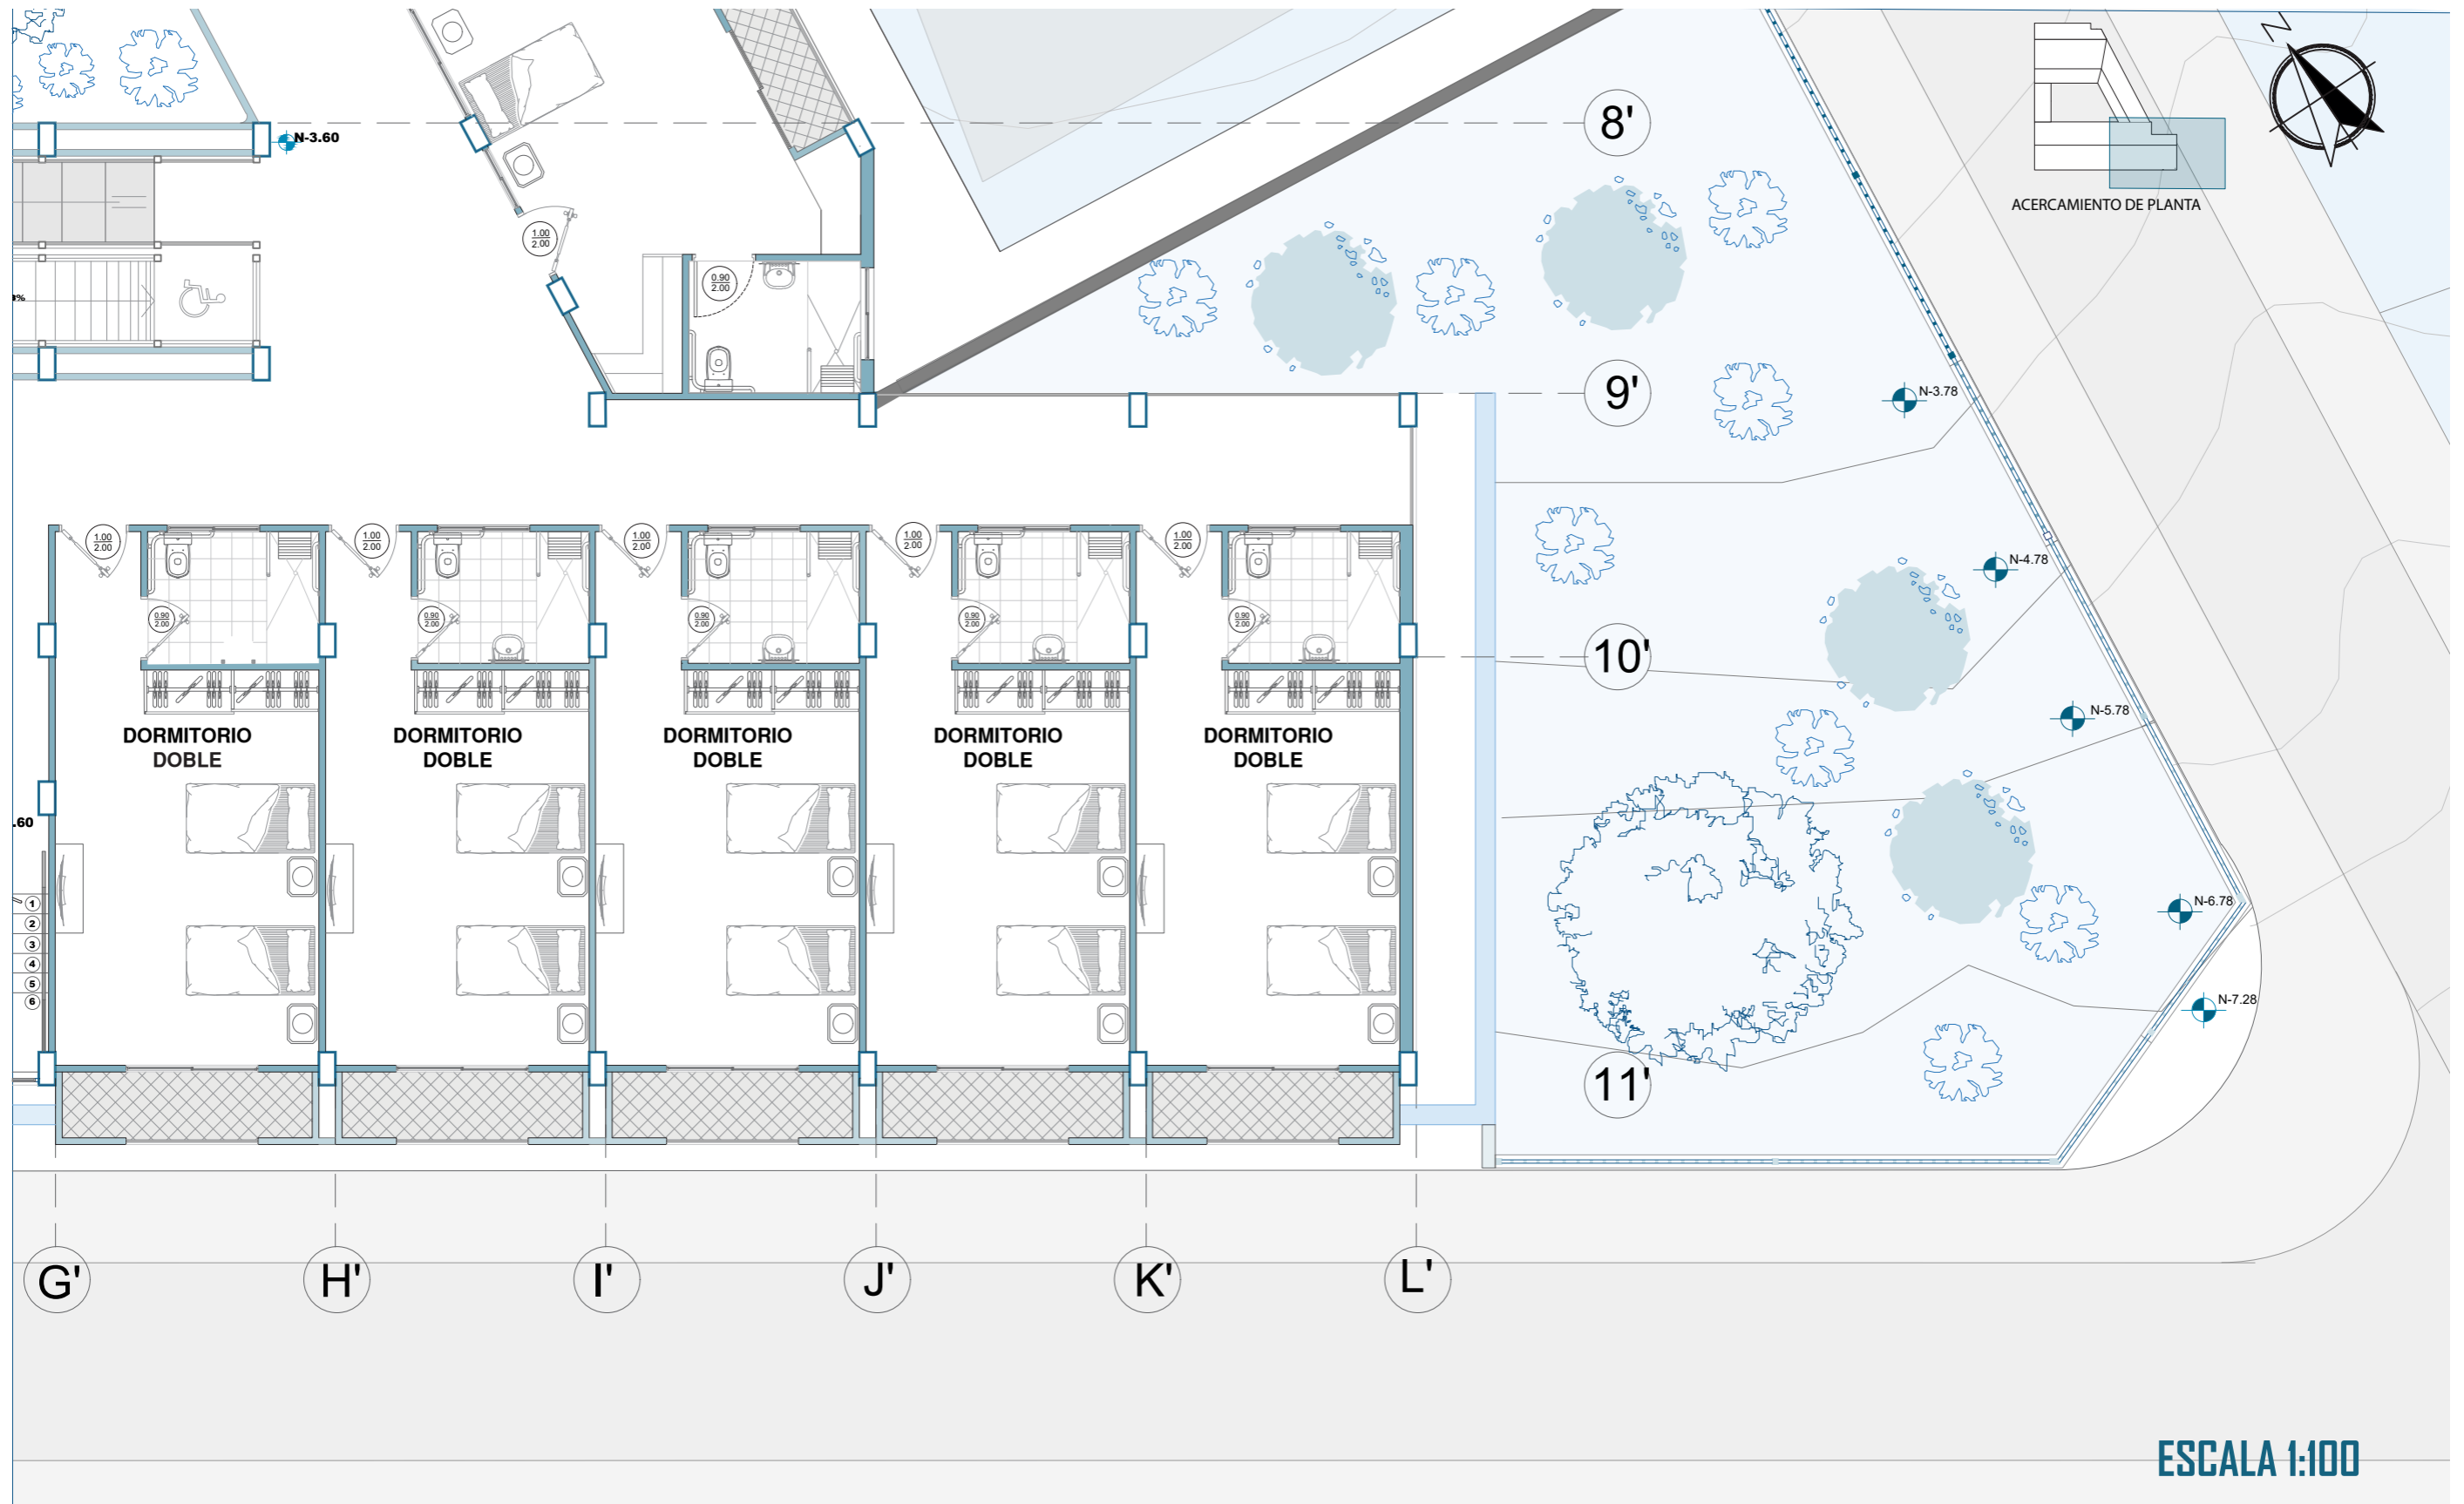 N
8'
N-3.60
ACERCAMIENTO DE PLANTA
1.00
2.00
0.90
2.00
9'
N-3.78
1.00
2.00
1.00
2.00
1.00
2.00
1.00
2.00
1.00
2.00
N-4.78
0.90
2.00
0.90
2.00
0.90
2.00
0.90
2.00
0.90
2.00
10'
N-5.78
DORMITORIO
DOBLE
DORMITORIO
DOBLE
DORMITORIO
DOBLE
DORMITORIO
DOBLE
DORMITORIO
DOBLE
.60
1
2
3
4
5
6
N-6.78
N-7.28
11'
G'
H'
I'
J'
K'
L'
ESCALA 1:100